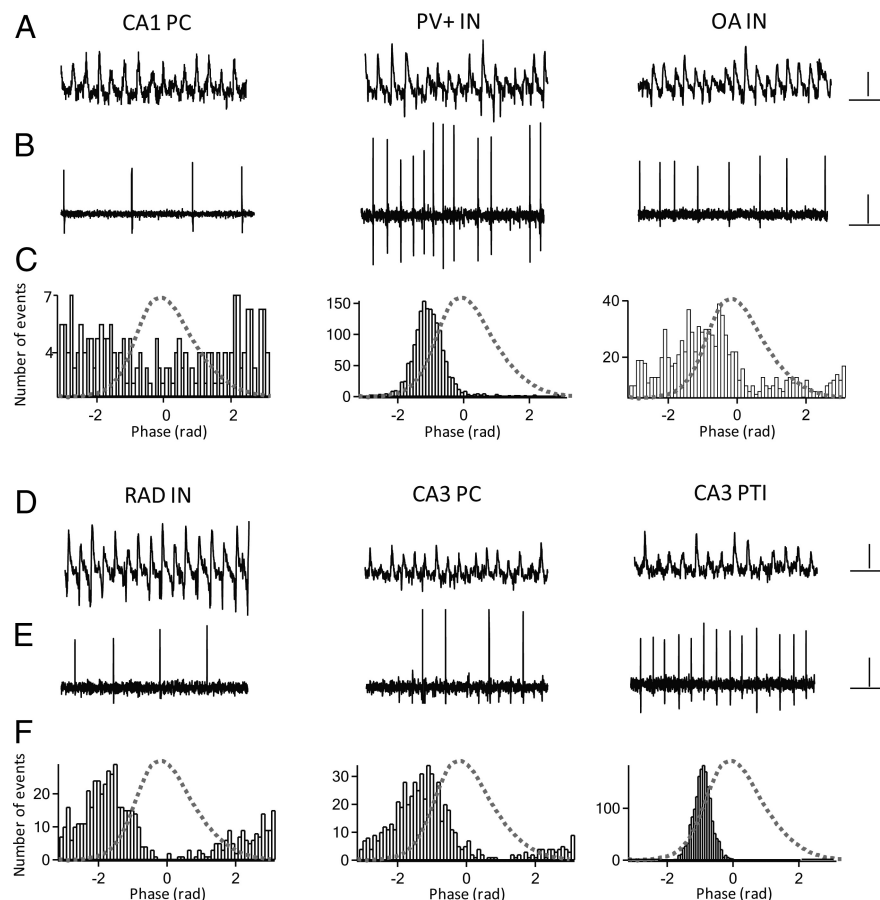 A
CA1 PC
PV+ IN
OA IN
B
C
Number of events
7
4
-2
0
2
Phase (rad)
150
100
50
0
-2
0
2
Phase (rad)
40
20
-2
0
2
Phase (rad)
D
RAD IN
CA3 PC
CA3 PTI
E
F
Number of events
20
10
0
-2
0
2
Phase (rad)
30
20
10
0
-2
0
2
Phase (rad)
100
0
-2
0
2
Phase (rad)